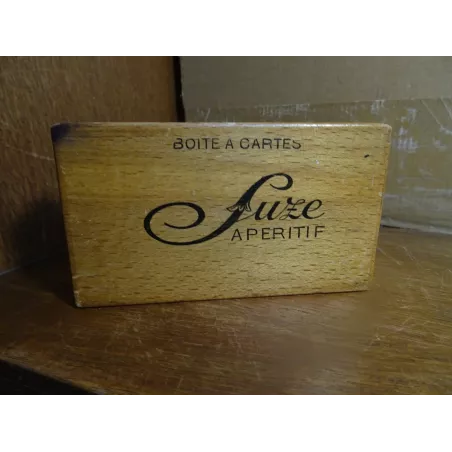 BOITE A CARTES
Suze
APERITIF